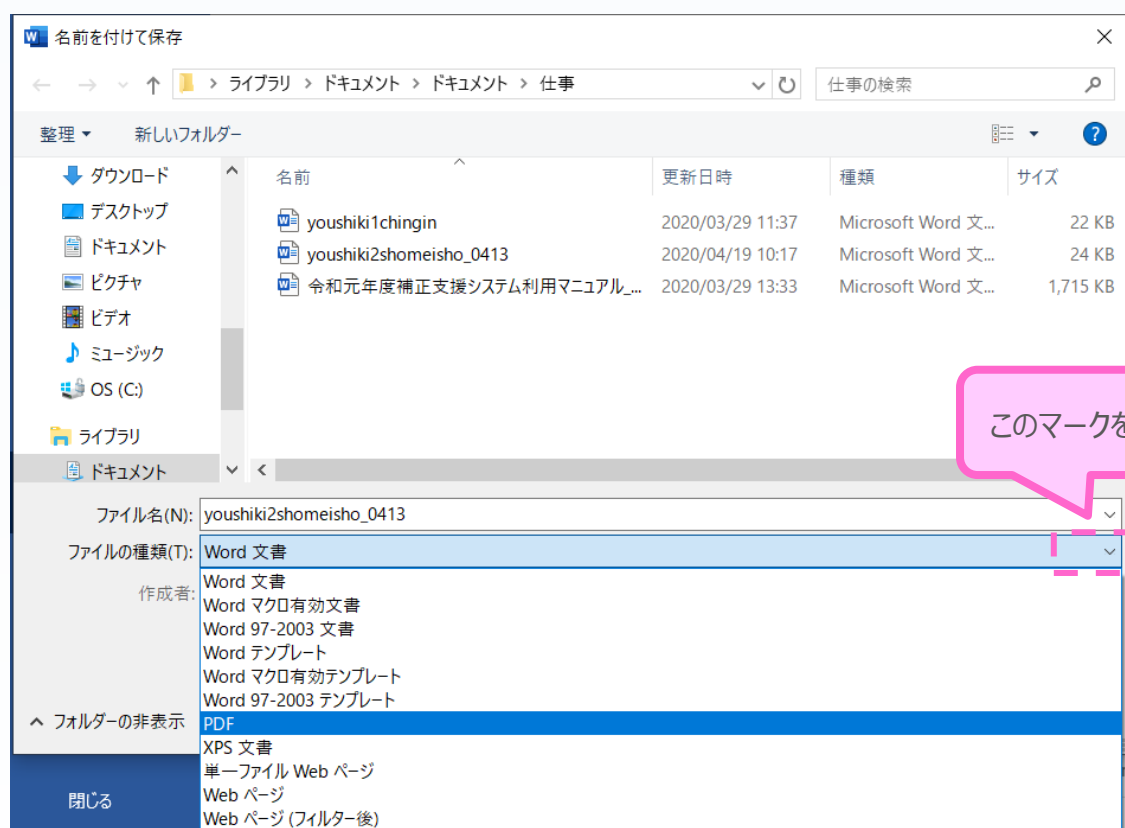 名前を付けて保存
ライブラリ > ドキュメント > ドキュメント > 仕事
仕事の検索
整理
新しいフォルダー
ダウンロード
デスクトップ
ドキュメント
ピクチャ
ビデオ
ミュージック
OS (C:)
ライブラリ
ドキュメント
名前 更新日時 種類 サイズ
youshiki1chingin 2020/03/29 11:37 Microsoft Word 文... 22 KB
youshiki2shomeisho_0413 2020/04/19 10:17 Microsoft Word 文... 24 KB
令和元年度補正支援システム利用マニュアル_... 2020/03/29 13:33 Microsoft Word 文... 1,715 KB
このマークを
ファイル名(N): youshiki2shomeisho_0413
ファイルの種類(T): Word 文書
作成者:
Word 文書
Word マクロ有効文書
Word 97-2003 文書
Word テンプレート
Word マクロ有効テンプレート
Word 97-2003 テンプレート
PDF
XPS 文書
単一ファイル Web ページ
Web ページ
Web ページ (フィルター後)
フォルダーの非表示
閉じる